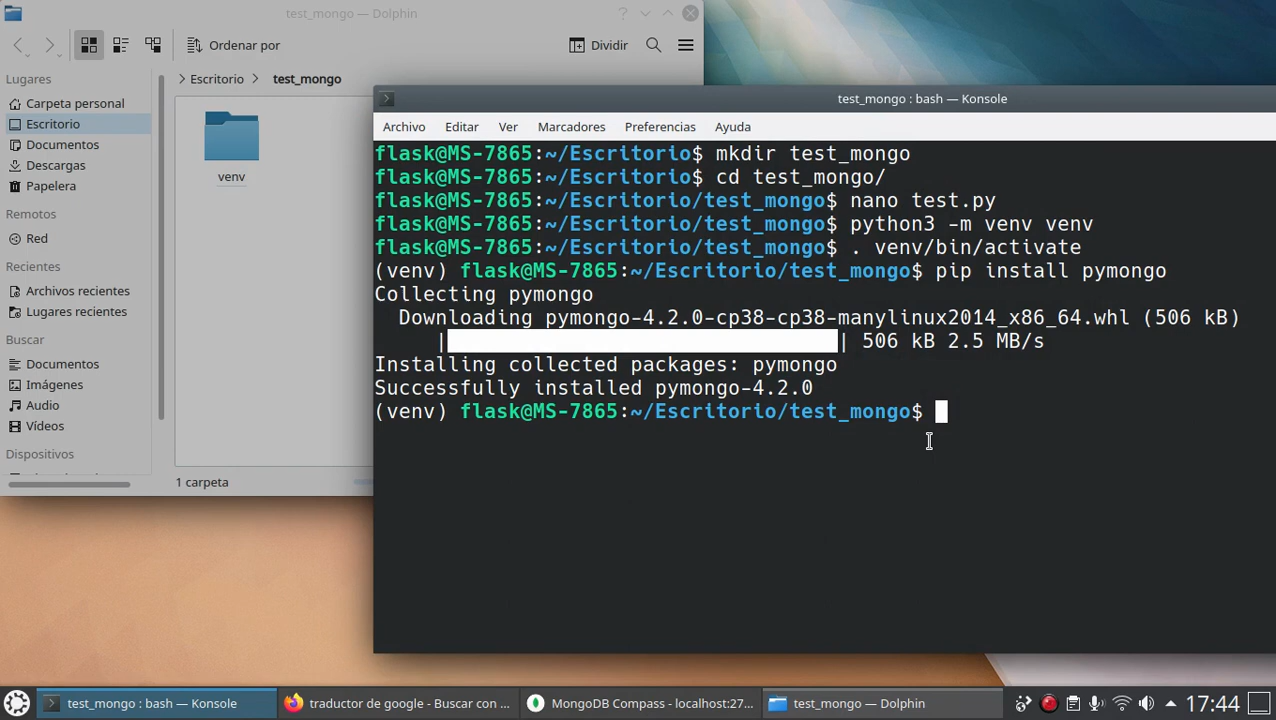 test_mongo — Dolphin
Ordenar por
Dividir
Lugares
Carpeta personal
Escritorio
Documentos
Descargas
Papelera
Remotos
Red
Recientes
Archivos recientes
Lugares recientes
Buscar
Documentos
Imágenes
Audio
Vídeos
Dispositivos
Escritorio > test_mongo
venv
1 carpeta
test_mongo : bash — Konsole
Archivo Editar Ver Marcadores Preferencias Ayuda
flask@MS-7865:~/Escritorio$ mkdir test_mongo
flask@MS-7865:~/Escritorio$ cd test_mongo/
flask@MS-7865:~/Escritorio/test_mongo$ nano test.py
flask@MS-7865:~/Escritorio/test_mongo$ python3 -m venv venv
flask@MS-7865:~/Escritorio/test_mongo$ . venv/bin/activate
(venv) flask@MS-7865:~/Escritorio/test_mongo$ pip install pymongo
Collecting pymongo
Downloading pymongo-4.2.0-cp38-cp38-manylinux2014_x86_64.whl (506 kB)
| | 506 kB 2.5 MB/s
Installing collected packages: pymongo
Successfully installed pymongo-4.2.0
(venv) flask@MS-7865:~/Escritorio/test_mongo$
test_mongo : bash — Konsole
traductor de google - Buscar con ...
MongoDB Compass - localhost:27...
test_mongo — Dolphin
17:44